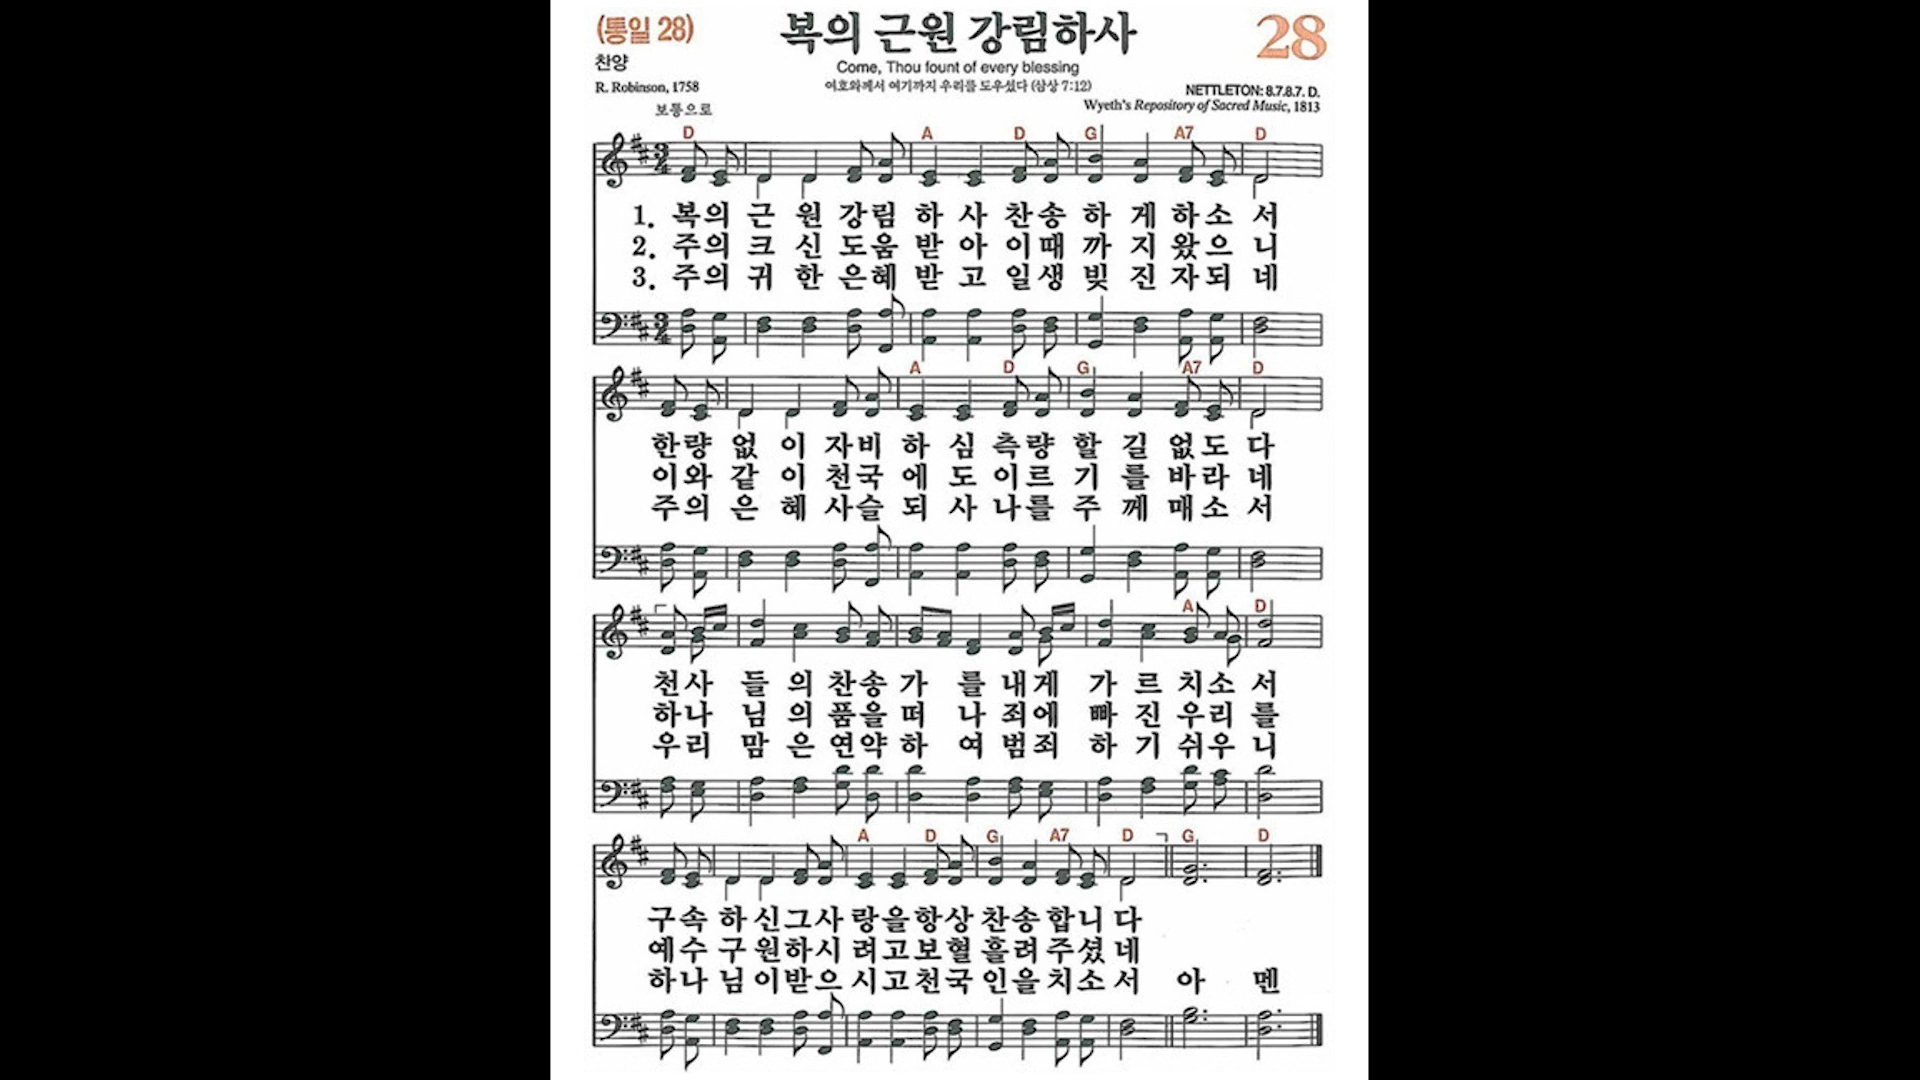 (통일 28)
복의 근원 강림하사
28
찬양
Come, Thou fount of every blessing
R. Robinson, 1758
여호와께서 여기까지 우리를 도우셨다 (삼상 7:12)
NETTLETON: 8.7.8.7. D.
Wyeth's Repository of Sacred Music, 1813
보통으로
D A D G A7 D
3/4
1. 복의 근 원 강림 하 사 찬송 하 게 하소 서
2. 주의 크 신 도움 받 아 이때 까 지 왔으 니
3. 주의 귀 한 은혜 받 고 일생 빚 진 자되 네
3/4
A D G A7 D
한량 없 이 자비 하 심 측량 할 길 없도 다
이와 같 이 천국 에 도 이르 기 를 바라 네
주의 은 혜 사슬 되 사 나를 주 께 매소 서
A D
천사 들 의 찬송 가 를 내게 가 르 치소 서
하나 님 의 품을 떠 나 죄에 빠 진 우리 를
우리 맘 은 연약 하 여 범죄 하 기 쉬우 니
A D G A7 D G D
구속 하 신그사 랑을항상 찬송합니 다
예수 구 원하시 려고보혈 흘려주셨 네
하나 님 이받으 시고천국 인을치소 서 아 멘